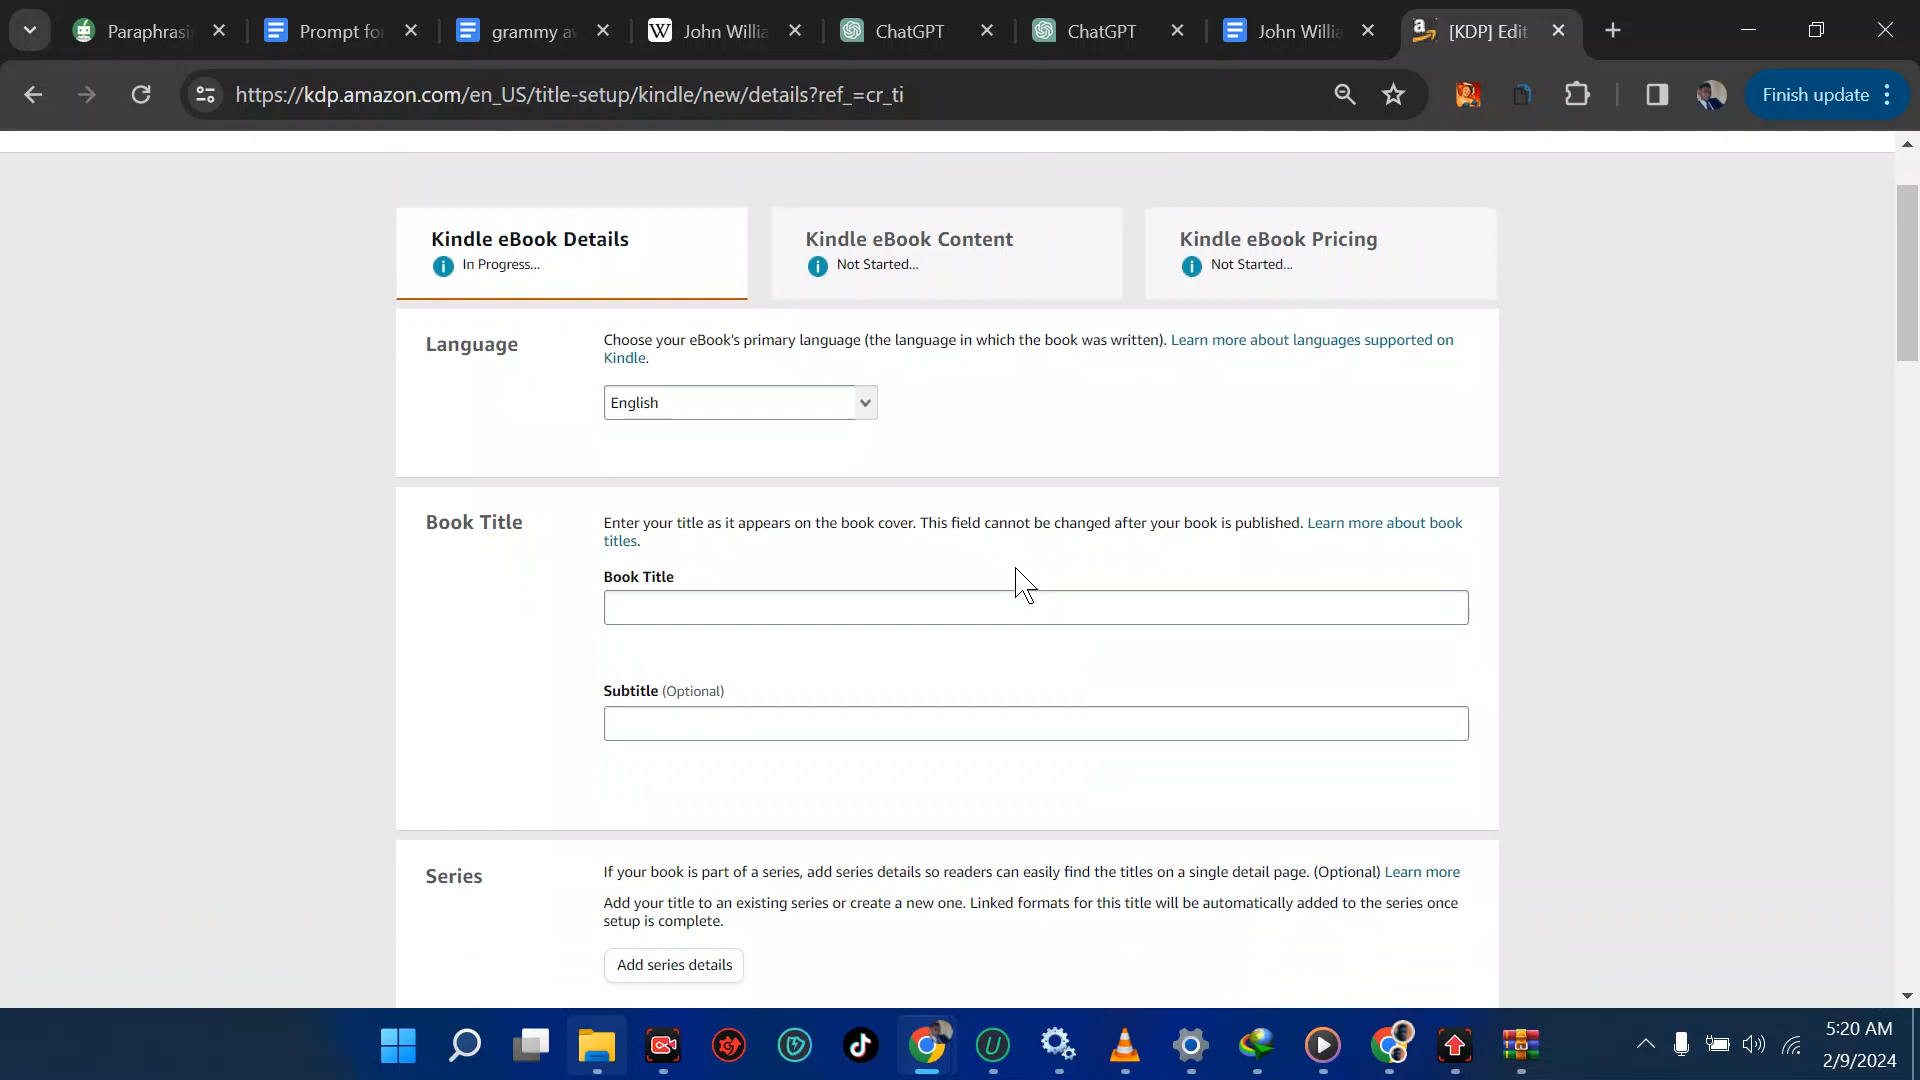 Paraphrasi
Prompt fo
grammy a
W John Willia
ChatGPT
ChatGPT
John Willia
[KDP] Edit
https://kdp.amazon.com/en_US/title-setup/kindle/new/details?ref_=cr_ti
Finish update
Kindle eBook Details
In Progress...
Kindle eBook Content
Not Started...
Kindle eBook Pricing
Not Started...
Language
Choose your eBook's primary language (the language in which the book was written). Learn more about languages supported on
Kindle.
English
Book Title
Enter your title as it appears on the book cover. This field cannot be changed after your book is published. Learn more about book
titles.
Book Title
Subtitle (Optional)
Series
If your book is part of a series, add series details so readers can easily find the titles on a single detail page. (Optional) Learn more
Add your title to an existing series or create a new one. Linked formats for this title will be automatically added to the series once
setup is complete.
Add series details
5:20 AM
2/9/2024